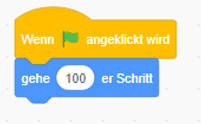 Wenn angeklickt wird
gehe 100 er Schritt